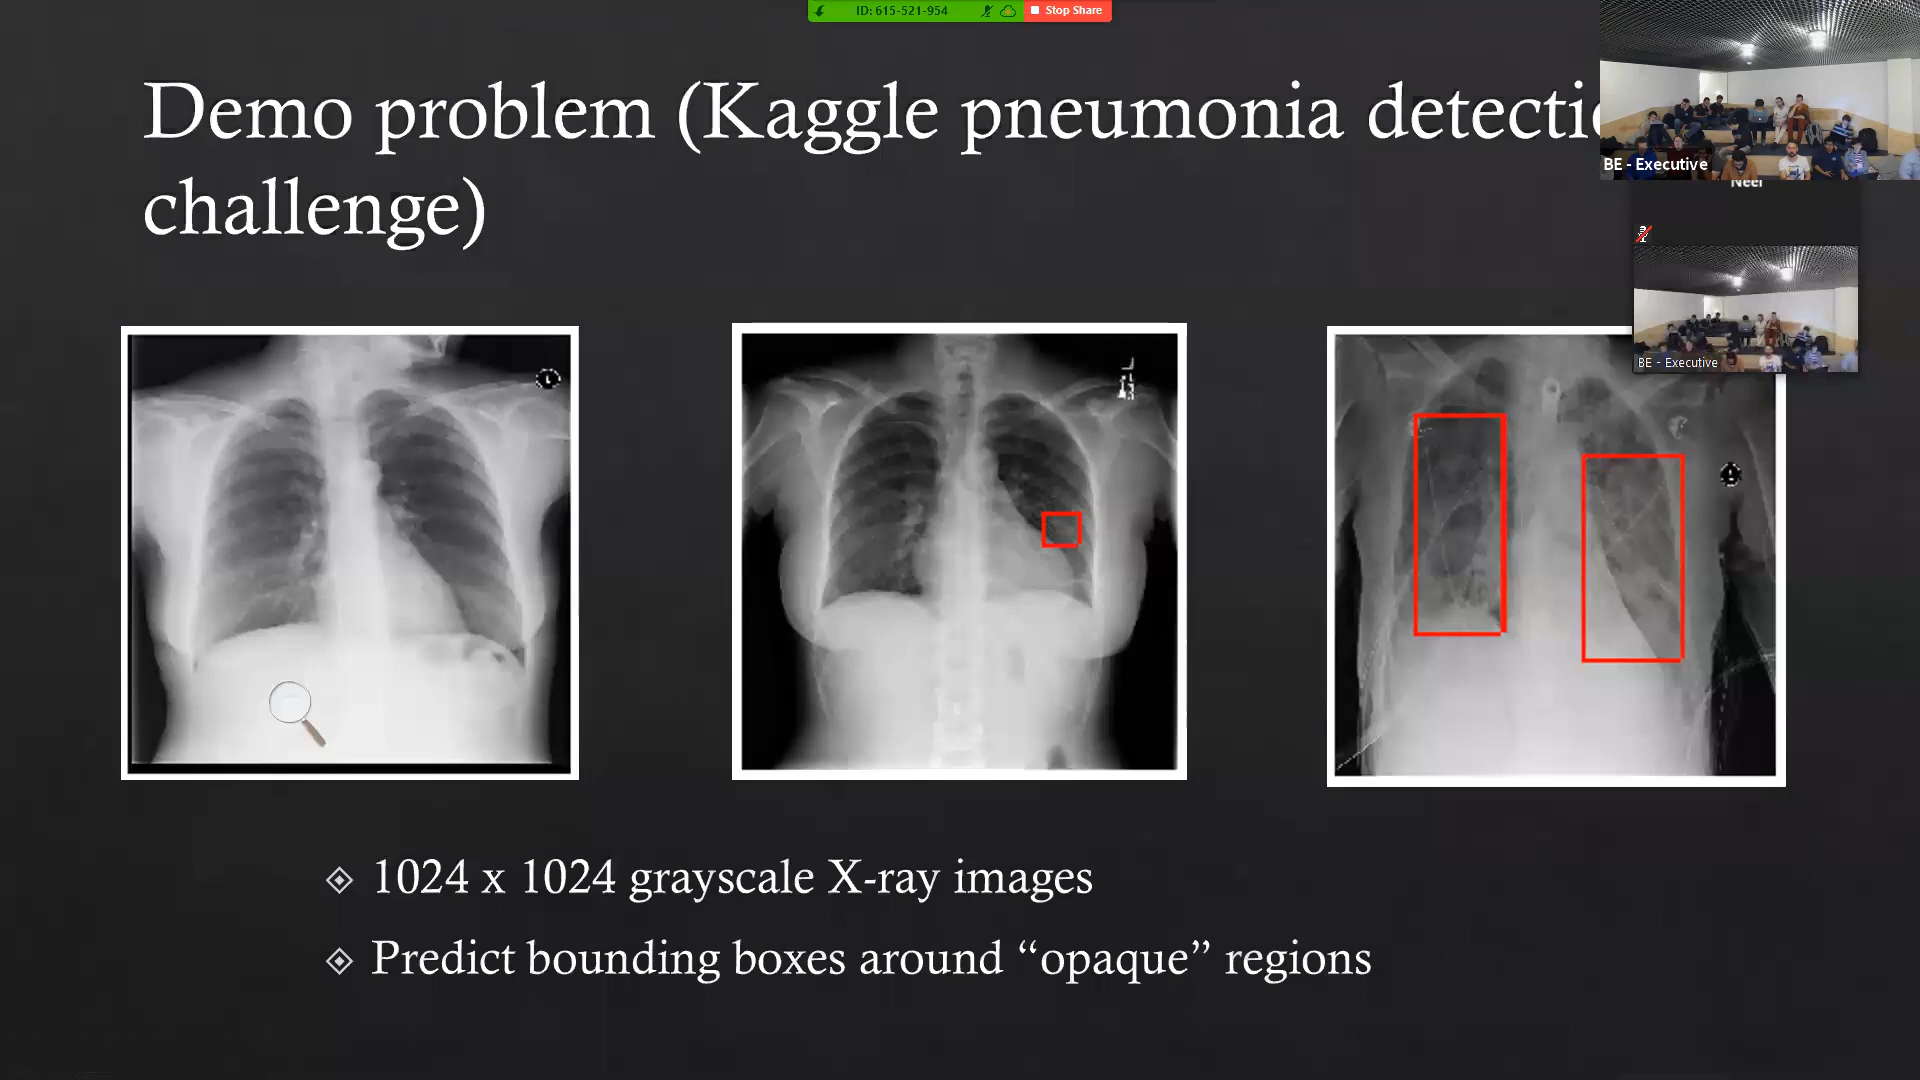 ID: 615-521-954
Stop Share
Demo problem (Kaggle pneumonia detectio
challenge)
BE - Executive
Neel
BE - Executive
L
1024 x 1024 grayscale X-ray images
Predict bounding boxes around “opaque” regions